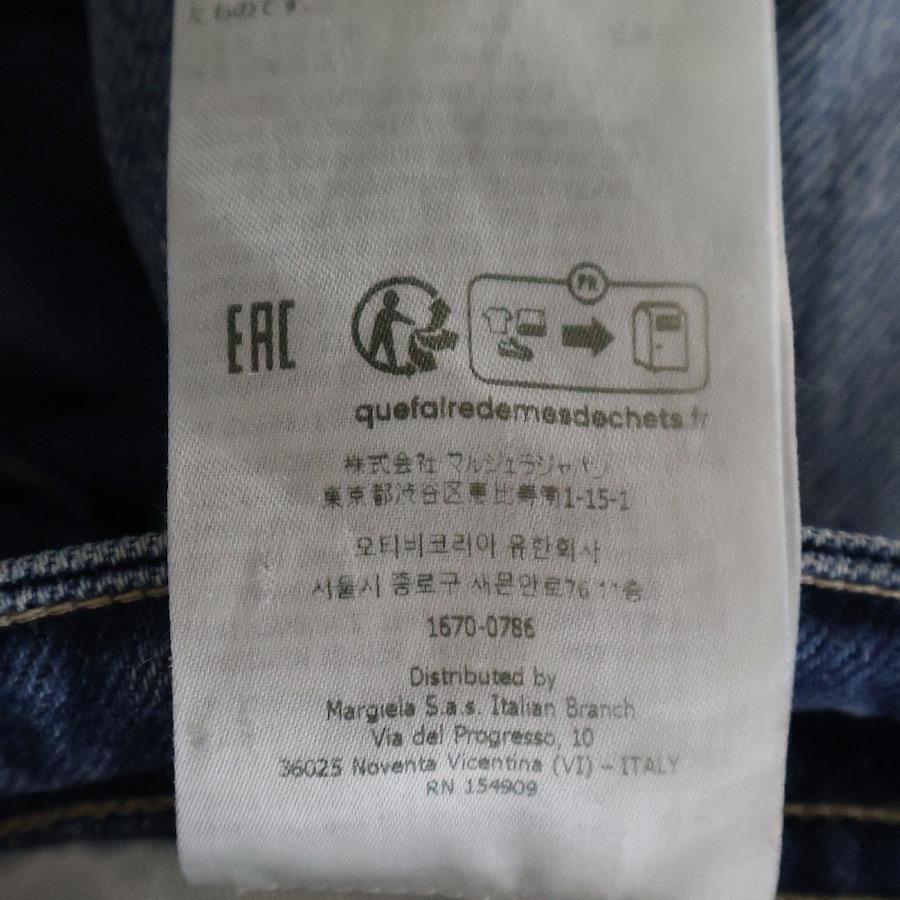 EAC
FR
quefairedemesdechets.fr
株式会社 マルジェラジャパン
東京都渋谷区恵比寿南1-15-1
오티비코리아 유한회사
서울시 종로구 새문안로76 11층
1670-0786
Distributed by
Margiela S.a.s. Italian Branch
Via del Progresso, 10
36025 Noventa Vicentina (VI) – ITALY
RN 154909